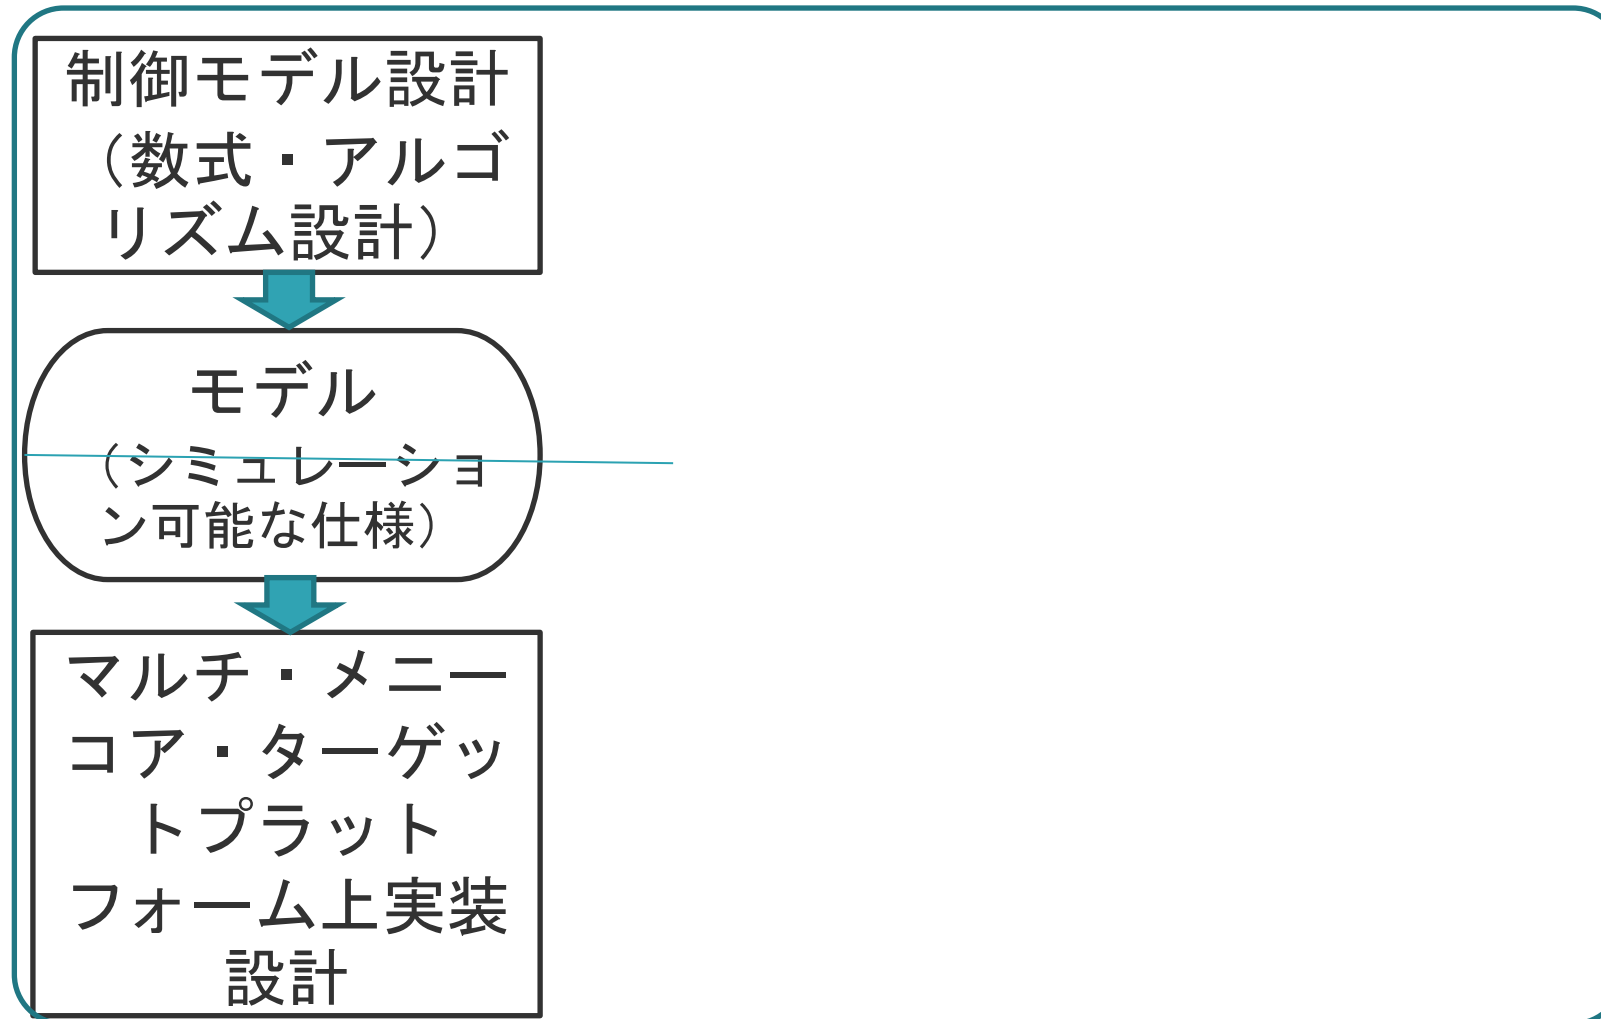 制御モデル設計
（数式・アルゴ
リズム設計）
モデル
（シミュレーショ
ン可能な仕様）
マルチ・メニー
コア・ターゲッ
トプラット
フォーム上実装
設計